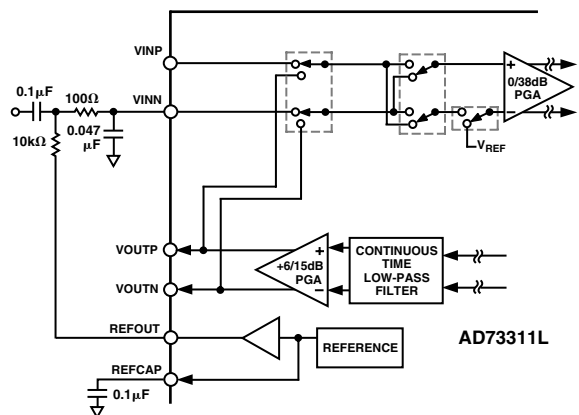 VINP
0.1μF
100Ω
VINN
0/38dB
PGA
10kΩ
0.047
μF
VREF
VOUTP
+6/15dB
PGA
CONTINUOUS
TIME
LOW-PASS
FILTER
VOUTN
REFOUT
REFERENCE
AD73311L
REFCAP
0.1μF